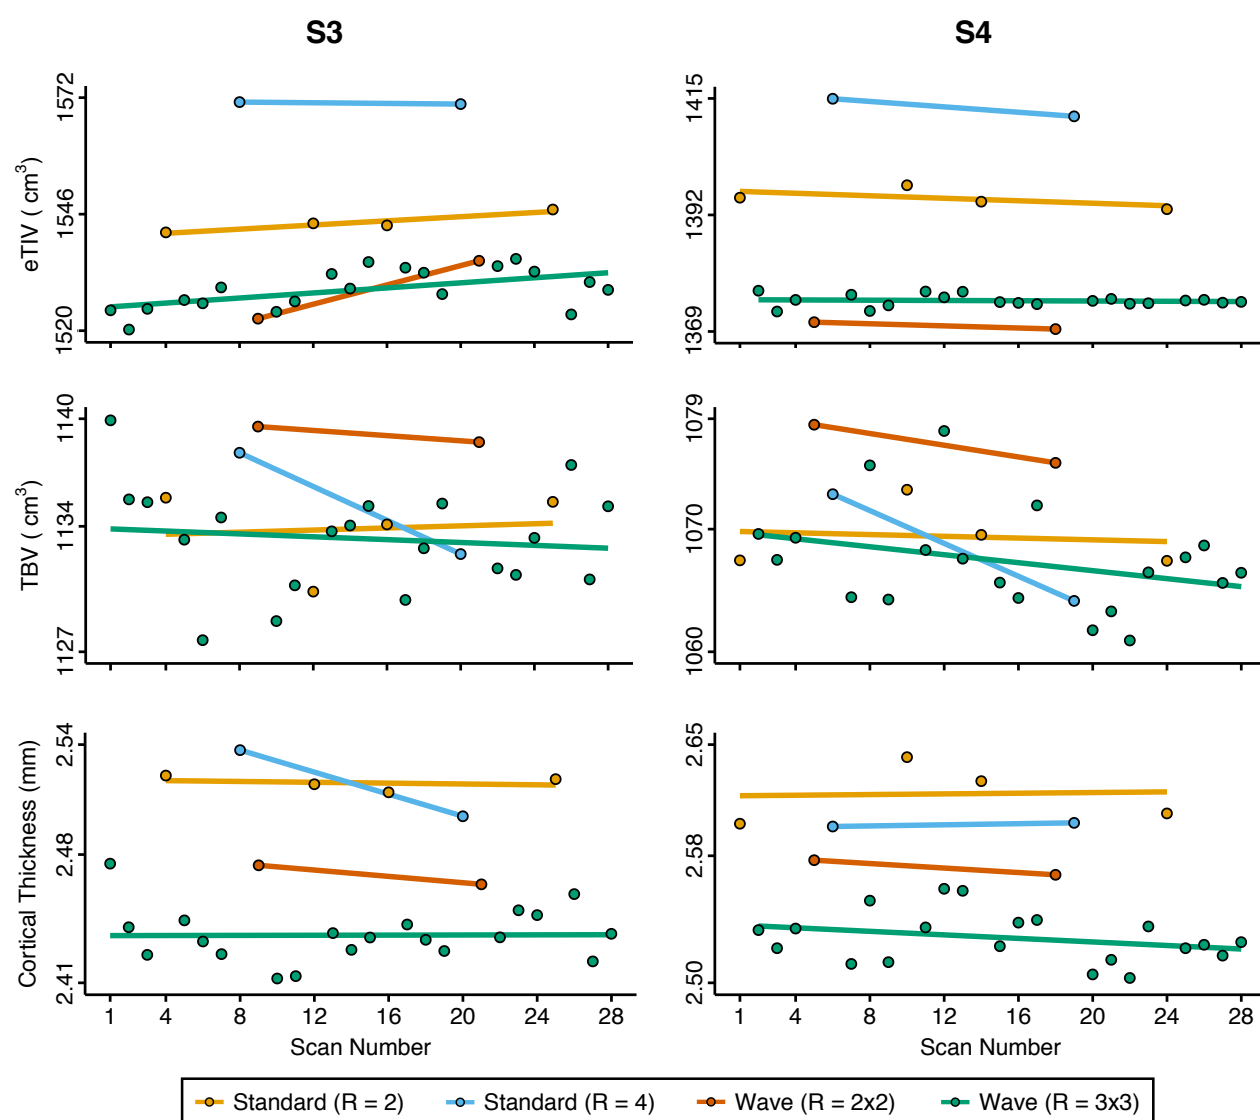 S3 S4
eTIV ( cm3)
1572
1546
1520
1415
1392
1369
TBV ( cm3)
1140
1134
1127
1079
1070
1060
Cortical Thickness (mm)
2.54
2.48
2.41
2.65
2.58
2.50
1 4 8 12 16 20 24 28
1 4 8 12 16 20 24 28
Scan Number Scan Number
Standard (R = 2) Standard (R = 4) Wave (R = 2x2) Wave (R = 3x3)